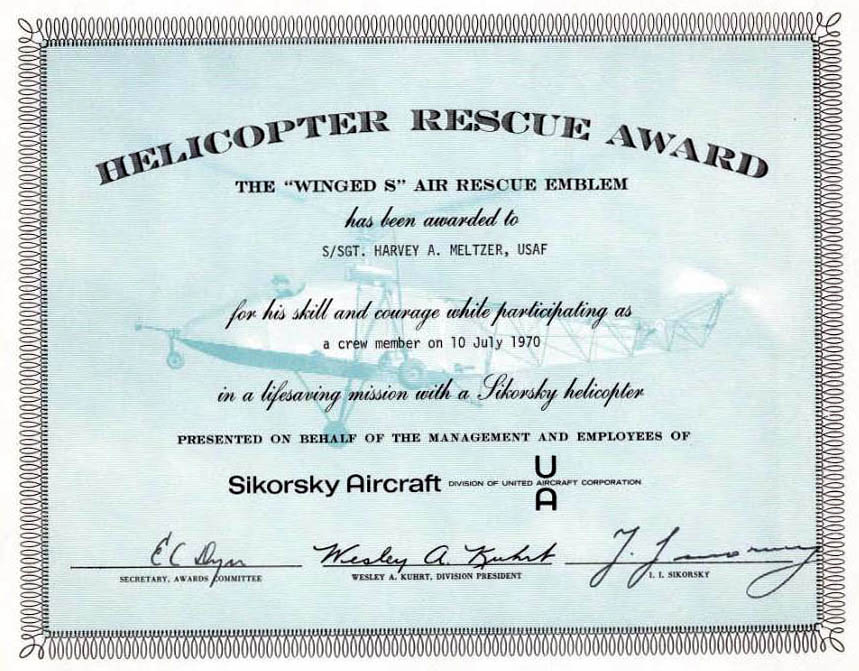 HELICOPTER RESCUE AWARD
THE “WINGED S” AIR RESCUE EMBLEM
has been awarded to
S/SGT. HARVEY A. MELTZER, USAF
for his skill and courage while participating as
a crew member on 10 July 1970
in a lifesaving mission with a Sikorsky helicopter
PRESENTED ON BEHALF OF THE MANAGEMENT AND EMPLOYEES OF
Sikorsky Aircraft DIVISION OF UNITED AIRCRAFT CORPORATION
U
A
Wesley A. Kuhrt
SECRETARY, AWARDS COMMITTEE
WESLEY A. KUHRT, DIVISION PRESIDENT
I. I. SIKORSKY